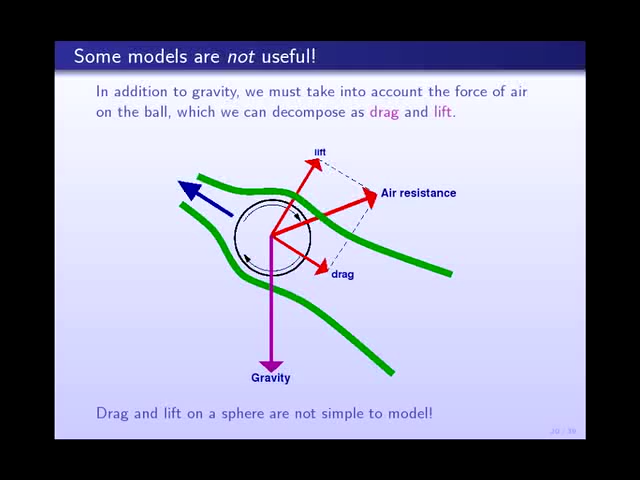 Some models are not useful!
In addition to gravity, we must take into account the force of air
on the ball, which we can decompose as drag and lift.
lift
Air resistance
drag
Gravity
Drag and lift on a sphere are not simple to model!